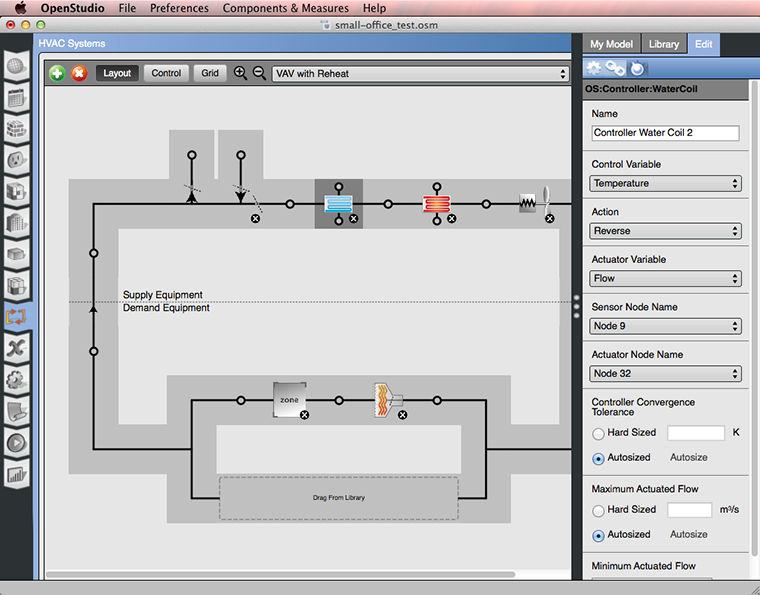 OpenStudio File Preferences Components & Measures Help
small-office_test.osm
HVAC Systems
My Model Library Edit
Layout Control Grid VAV with Reheat
OS:Controller:WaterCoil
Name
Controller Water Coil 2
Control Variable
Temperature
Action
Reverse
Actuator Variable
Flow
Sensor Node Name
Node 9
Actuator Node Name
Node 32
Controller Convergence
Tolerance
Hard Sized K
Autosized Autosize
Maximum Actuated Flow
Hard Sized m³/s
Autosized Autosize
Minimum Actuated Flow
Supply Equipment
Demand Equipment
zone
Drag From Library